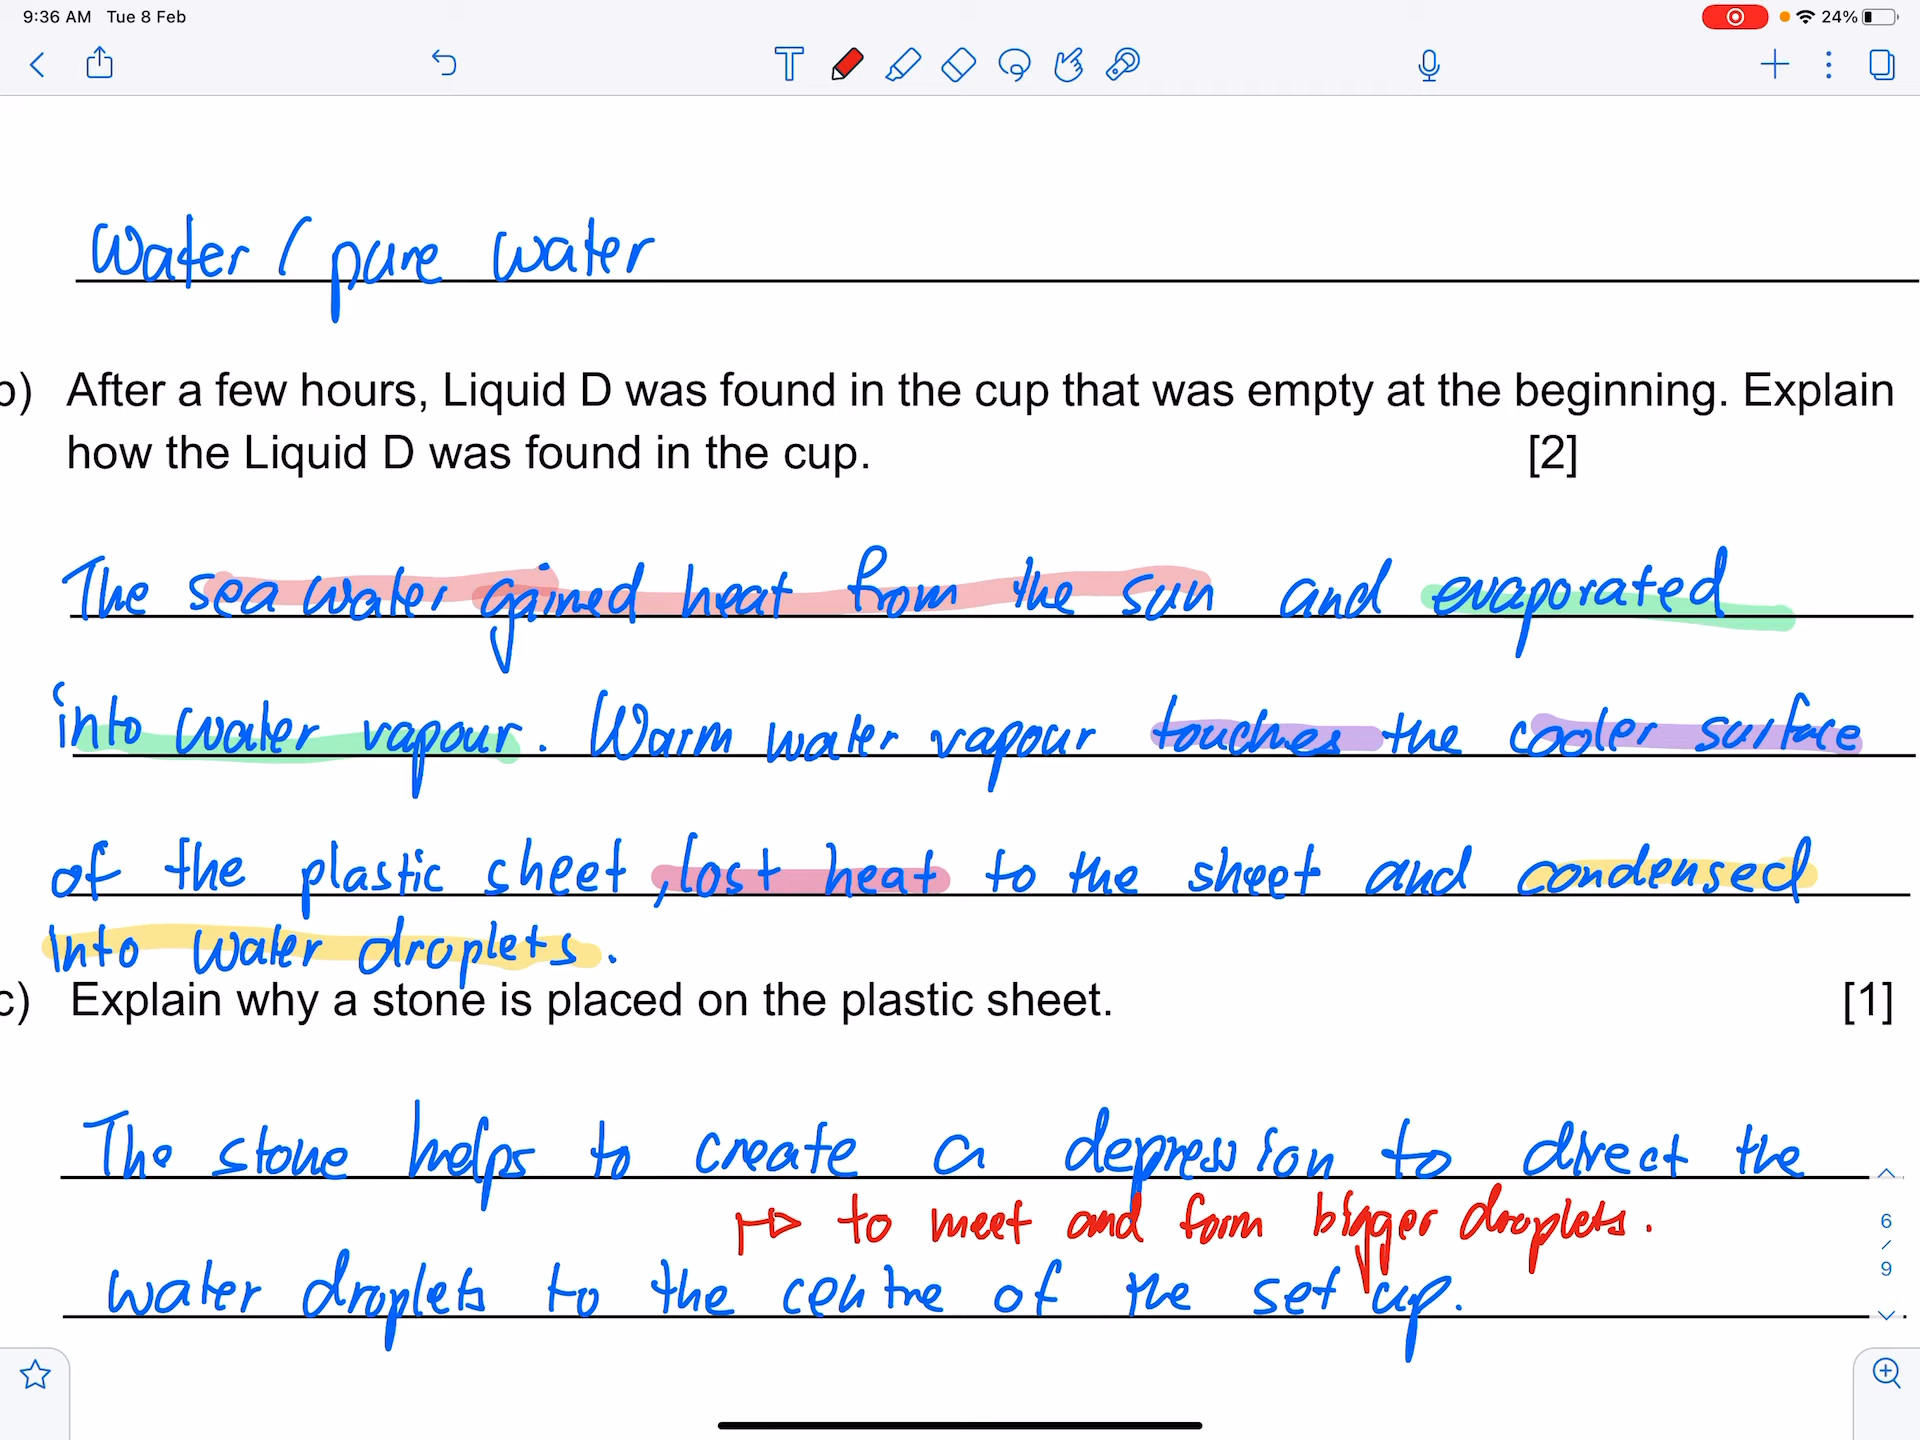 9:36 AM Tue 8 Feb
24%
Water / pure water
b) After a few hours, Liquid D was found in the cup that was empty at the beginning. Explain
how the Liquid D was found in the cup. [2]
The sea water gained heat from the sun and evaporated
into water vapour. Warm water vapour touches the cooler surface
of the plastic sheet, lost heat to the sheet and condensed
into water droplets.
c) Explain why a stone is placed on the plastic sheet. [1]
The stone helps to create a depression to direct the
to meet and form bigger droplets.
water droplets to the centre of the set up.
6/9